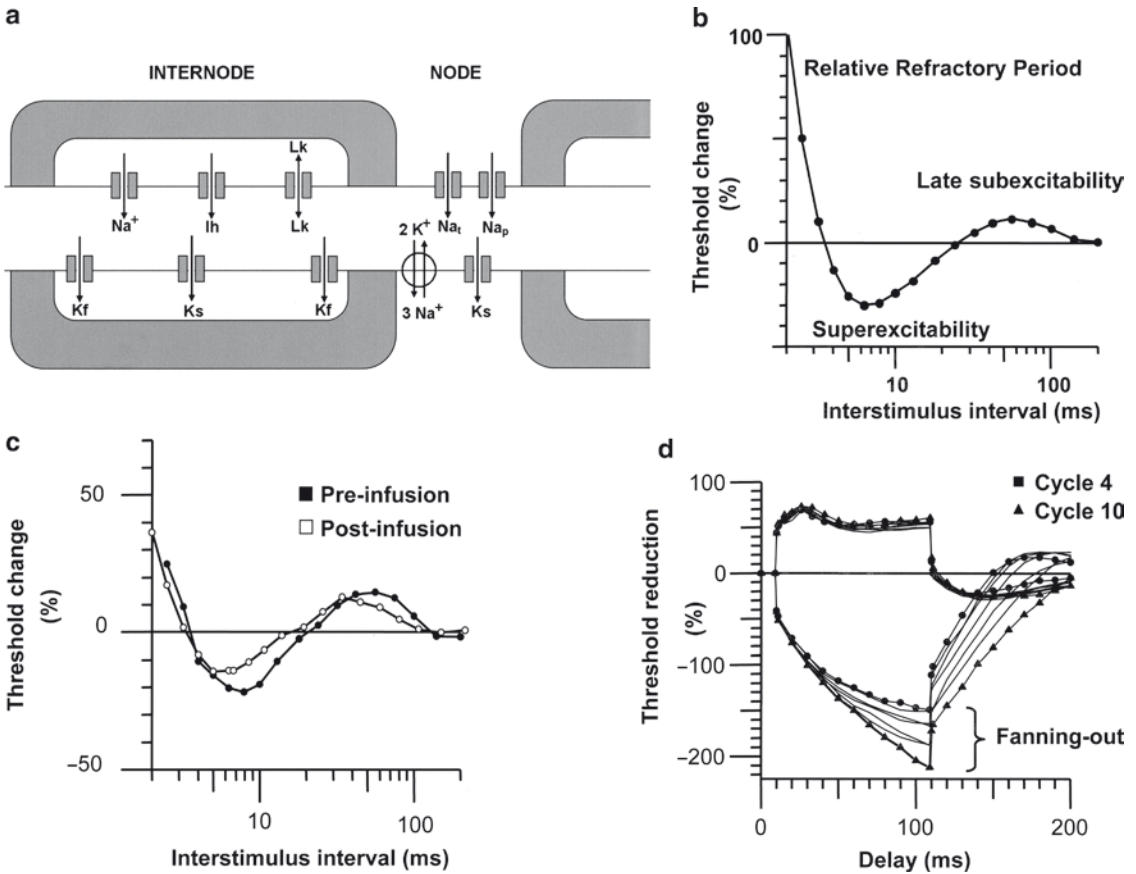 a
INTERNODE
NODE
Lk
Na+
Ih
Lk
Nat
Nap
2 K+
Kf
Ks
Kf
3 Na+
Ks
b
100
Relative Refractory Period
Threshold change
(%)
Late subexcitability
0
Superexcitability
10
100
Interstimulus interval (ms)
c
50
Pre-infusion
Post-infusion
Threshold change
(%)
0
−50
10
100
Interstimulus interval (ms)
d
100
Cycle 4
Cycle 10
Threshold reduction
(%)
0
−100
Fanning-out
−200
0
100
200
Delay (ms)